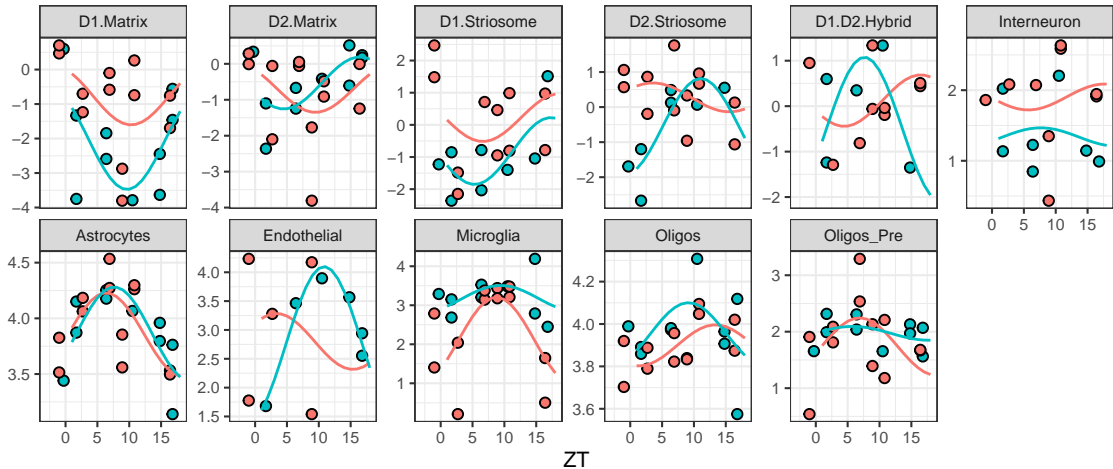 D1.Matrix D2.Matrix D1.Striosome D2.Striosome D1.D2.Hybrid Interneuron
0 −1 −2 −3 −4
0 −1 −2 −3 −4
2 1 0 −1 −2
1 0 −1 −2
1 0 −1 −2
2 1
0 5 10 15
Astrocytes Endothelial Microglia Oligos Oligos_Pre
4.5 4.0 3.5
4.0 3.5 3.0 2.5 2.0 1.5
4 3 2 1
4.2 4.0 3.8 3.6
3 2 1
0 5 10 15 0 5 10 15 0 5 10 15 0 5 10 15 0 5 10 15
ZT